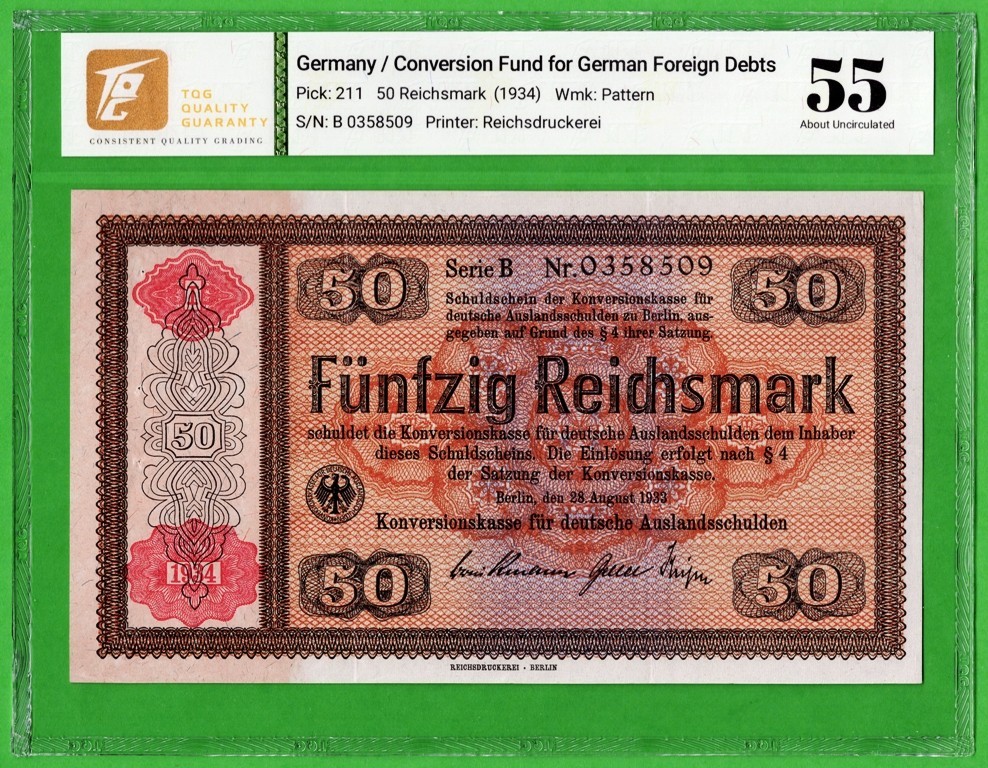 TQG
QUALITY
GUARANTY
CONSISTENT QUALITY GRADING
Germany / Conversion Fund for German Foreign Debts
Pick: 211 50 Reichsmark (1934) Wmk: Pattern
S/N: B 0358509 Printer: Reichsdruckerei
55
About Uncirculated
50 Serie B Nr. 0358509 50
Schuldschein der Konversionskasse für
deutsche Auslandsschulden zu Berlin, aus-
gegeben auf Grund des § 4 ihrer Satzung.
Fünfzig Reichsmark
50
schuldet die Konversionskasse für deutsche Auslandsschulden dem Inhaber
dieses Schuldscheins. Die Einlösung erfolgt nach § 4
der Satzung der Konversionskasse.
Berlin, den 28. August 1933
Konversionskasse für deutsche Auslandsschulden
1934
50 50
REICHSDRUCKEREI · BERLIN